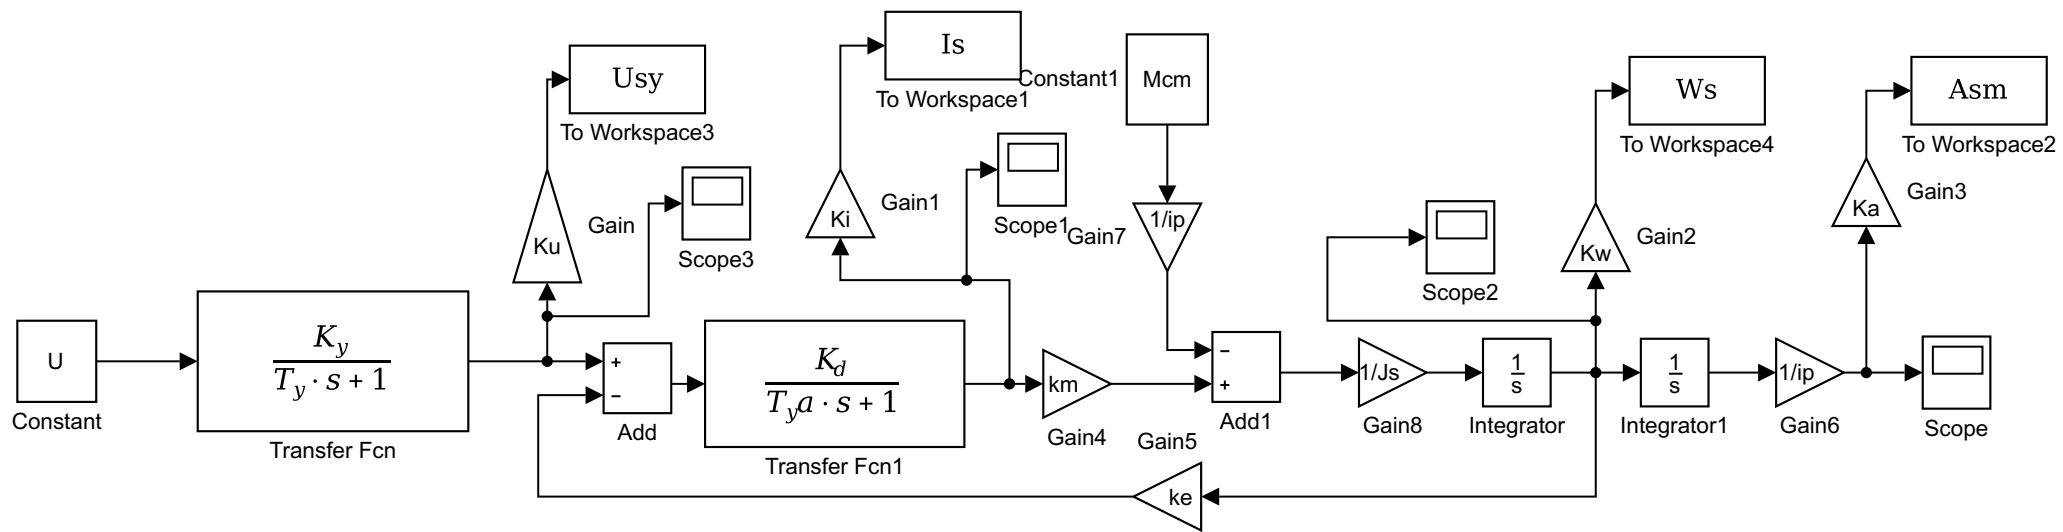 Is
Usy
Constant1
Mcm
Ws
Asm
To Workspace1
To Workspace3
To Workspace4
To Workspace2
Ki
Gain1
Scope1
Gain7
1/ip
Ku
Gain
Scope3
Kw
Gain2
Ka
Gain3
Scope2
U
Constant
K_y
T_y · s + 1
Transfer Fcn
+
−
Add
K_d
T_y a · s + 1
Transfer Fcn1
km
Gain4
−
+
Add1
1/Js
Gain8
1
s
Integrator
1
s
Integrator1
1/ip
Gain6
Scope
Gain5
ke